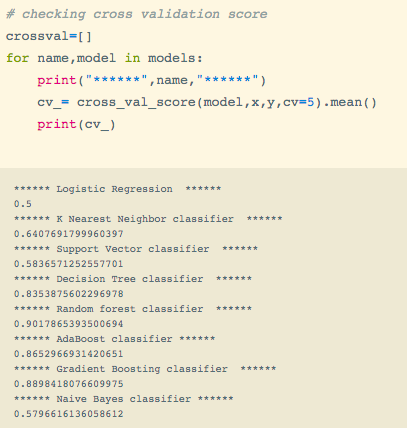 # checking cross validation score
crossval=[]
for name,model in models:
    print("******",name,"******")
    cv_= cross_val_score(model,x,y,cv=5).mean()
    print(cv_)
****** Logistic Regression  ******
0.5
****** K Nearest Neighbor classifier  ******
0.6407691799960397
****** Support Vector classifier  ******
0.5836571252557701
****** Decision Tree classifier  ******
0.8353875602296978
****** Random forest classifier  ******
0.9017865393500694
****** AdaBoost classifier ******
0.8652966931420651
****** Gradient Boosting classifier  ******
0.8898418076609975
****** Naive Bayes classifier ******
0.5796616136058612